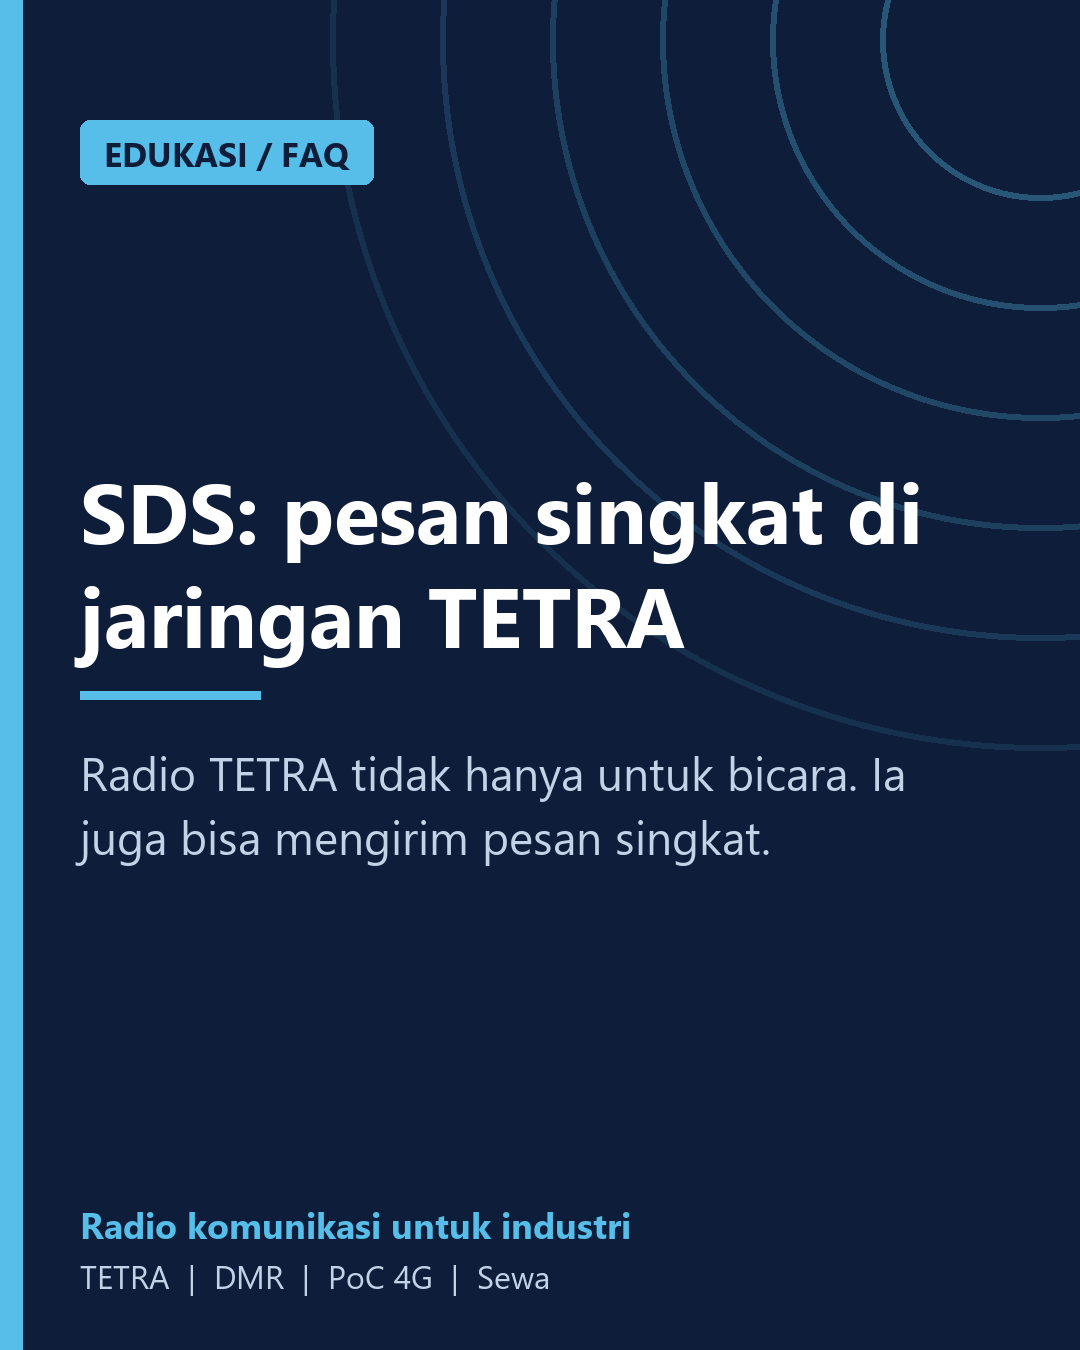 EDUKASI / FAQ
SDS: pesan singkat di
jaringan TETRA
Radio TETRA tidak hanya untuk bicara. Ia
juga bisa mengirim pesan singkat.
Radio komunikasi untuk industri
TETRA | DMR | PoC 4G | Sewa